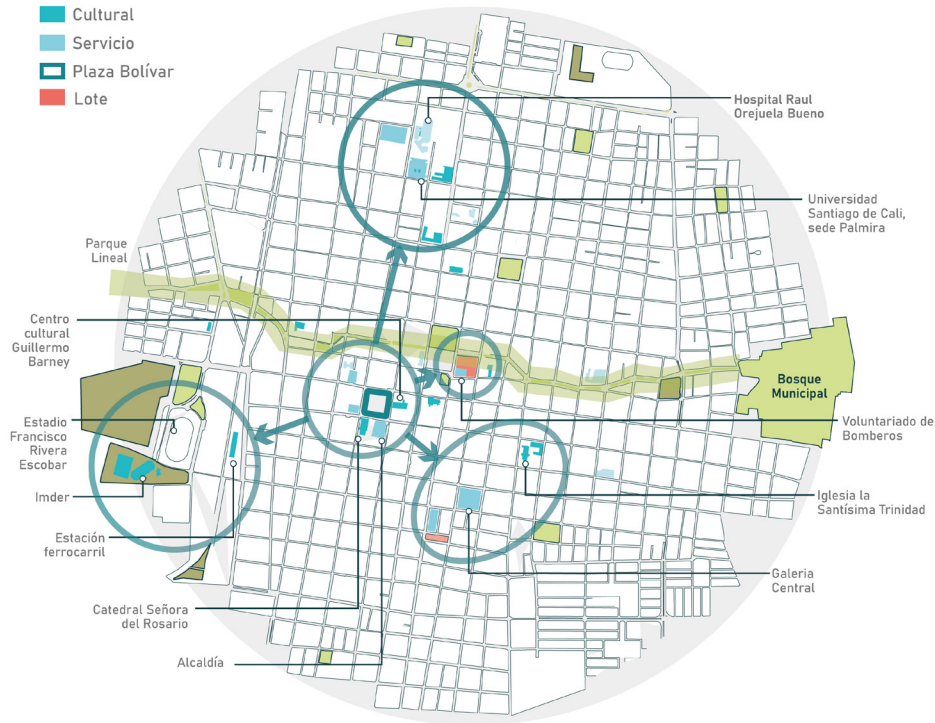 Cultural
Servicio
Plaza Bolívar
Lote
Hospital Raul
Orejuela Bueno
Universidad
Santiago de Cali,
sede Palmira
Parque
Lineal
Centro
cultural
Guillermo
Barney
Bosque
Municipal
Estadio
Francisco
Rivera
Escobar
Voluntariado de
Bomberos
Imder
Iglesia la
Santísima Trinidad
Estación
ferrocarril
Galeria
Central
Catedral Señora
del Rosario
Alcaldía